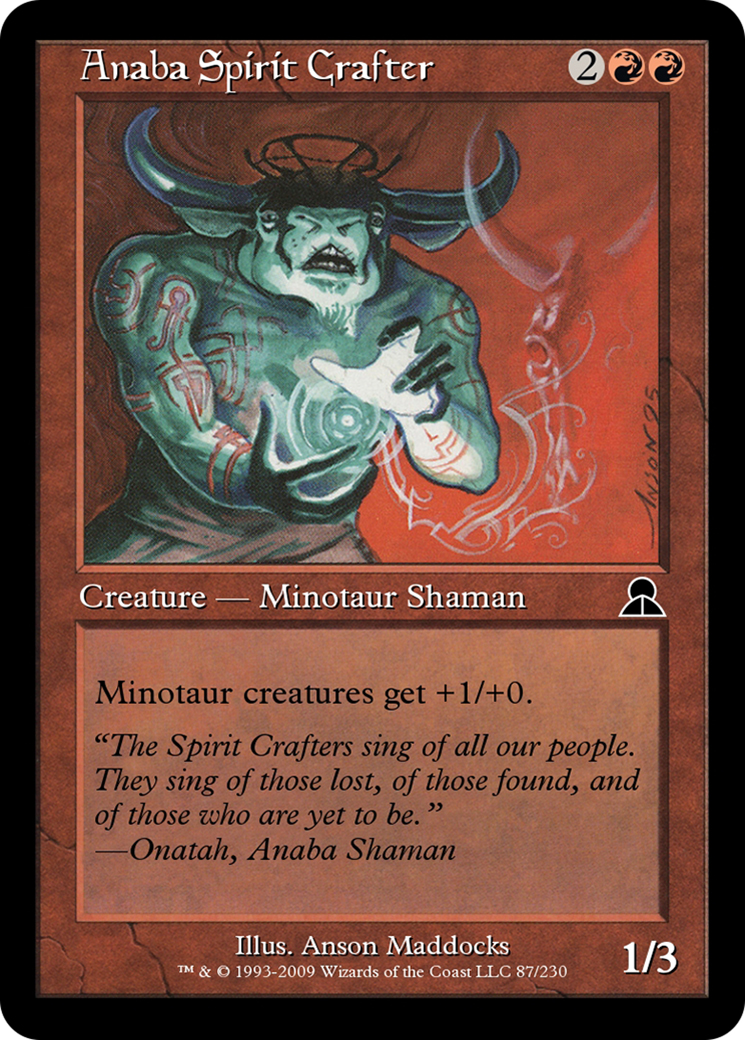 Anaba Spirit Crafter 2
ANSON 95
Creature — Minotaur Shaman
Minotaur creatures get +1/+0.
“The Spirit Crafters sing of all our people.
They sing of those lost, of those found, and
of those who are yet to be.”
—Onatah, Anaba Shaman
Illus. Anson Maddocks
™ & © 1993-2009 Wizards of the Coast LLC 87/230
1/3